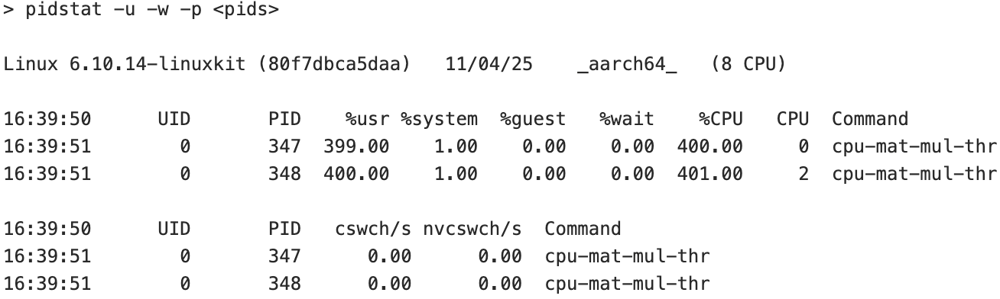 > pidstat -u -w -p <pids>
Linux 6.10.14-linuxkit (80f7dbca5daa) 11/04/25 _aarch64_ (8 CPU)
16:39:50 UID PID %usr %system %guest %wait %CPU CPU Command
16:39:51 0 347 399.00 1.00 0.00 0.00 400.00 0 cpu-mat-mul-thr
16:39:51 0 348 400.00 1.00 0.00 0.00 401.00 2 cpu-mat-mul-thr
16:39:50 UID PID cswch/s nvcswch/s Command
16:39:51 0 347 0.00 0.00 cpu-mat-mul-thr
16:39:51 0 348 0.00 0.00 cpu-mat-mul-thr